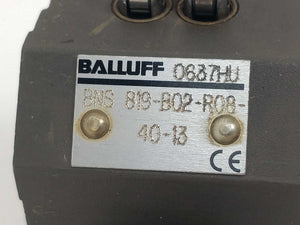 BALLUFF 0637HU
BNS 819-B02-R08-
40-13
CE